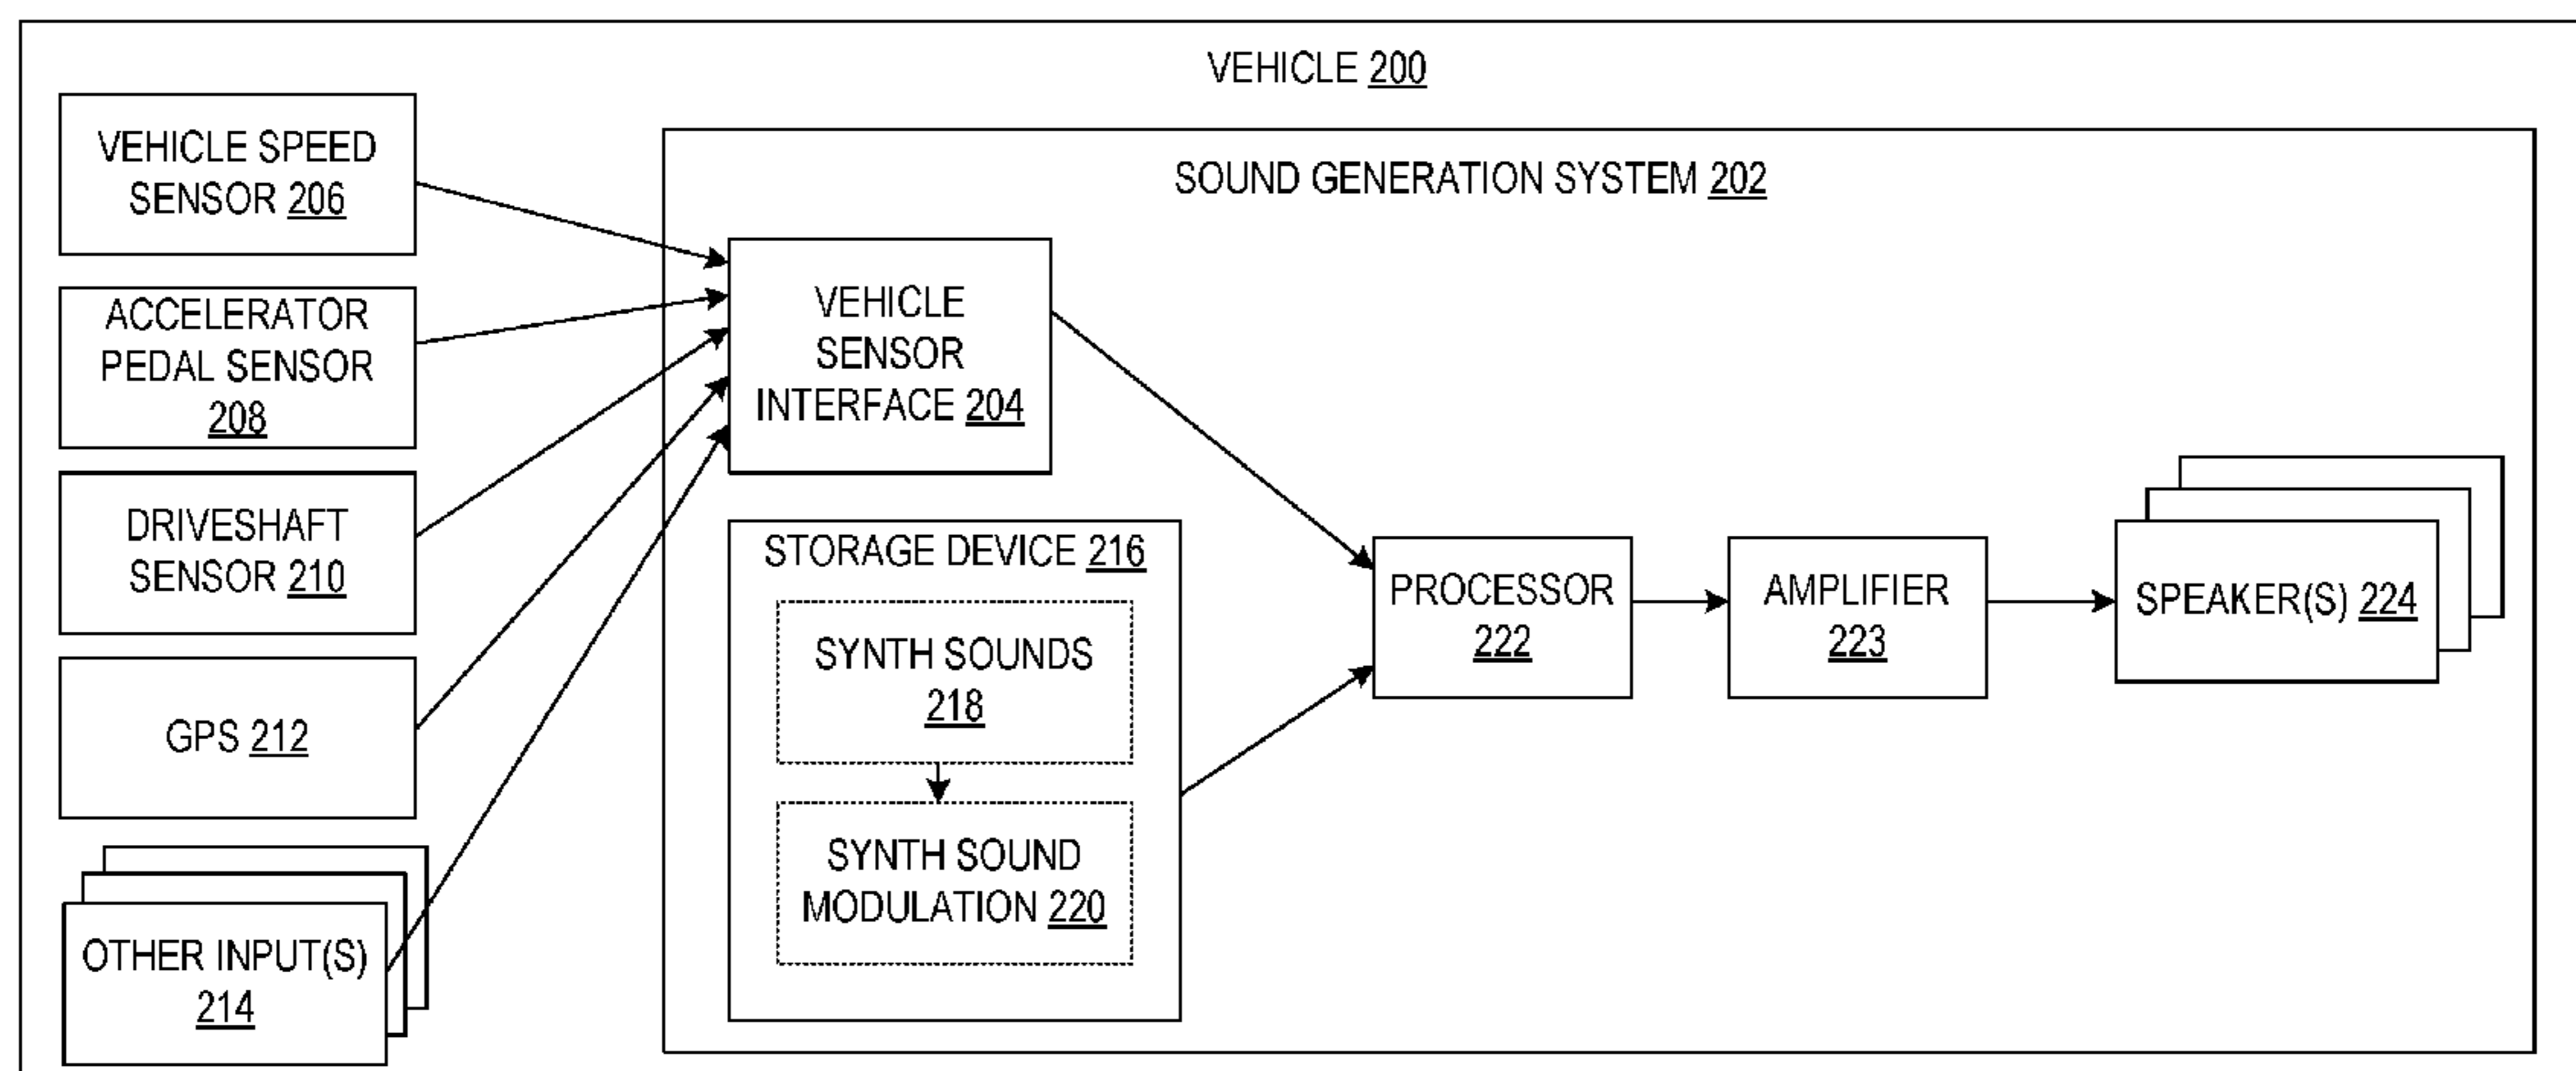 VEHICLE 200
VEHICLE SPEED
SENSOR 206
ACCELERATOR
PEDAL SENSOR
208
DRIVESHAFT
SENSOR 210
GPS 212
OTHER INPUT(S)
214
SOUND GENERATION SYSTEM 202
VEHICLE
SENSOR
INTERFACE 204
STORAGE DEVICE 216
SYNTH SOUNDS
218
SYNTH SOUND
MODULATION 220
PROCESSOR
222
AMPLIFIER
223
SPEAKER(S) 224